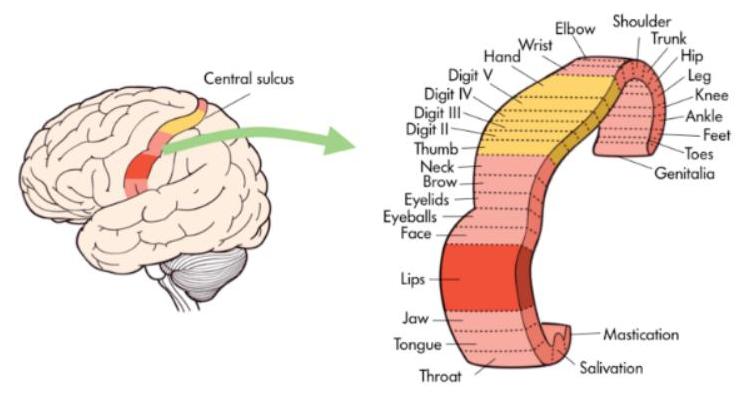 Central sulcus
Shoulder
Elbow
Trunk
Wrist
Hip
Hand
Leg
Digit V
Knee
Digit IV
Ankle
Digit III
Feet
Digit II
Toes
Thumb
Genitalia
Neck
Brow
Eyelids
Eyeballs
Face
Lips
Jaw
Mastication
Tongue
Salivation
Throat